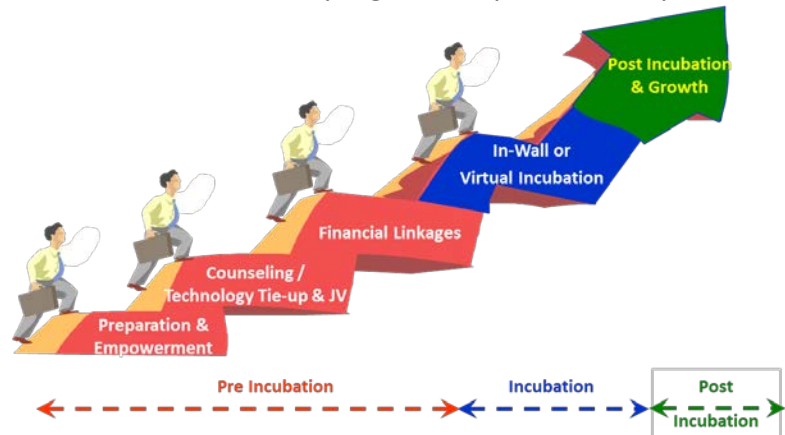 Post Incubation
& Growth
In-Wall or
Virtual Incubation
Financial Linkages
Counseling /
Technology Tie-up & JV
Preparation &
Empowerment
Pre Incubation
Incubation
Post
Incubation